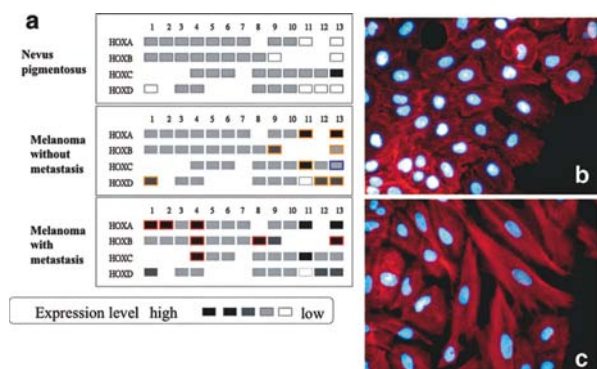 a
1 2 3 4 5 6 7 8 9 10 11 13
Nevus
pigmentosus
HOXA
HOXB
HOXC
HOXD
1 2 3 4 5 6 7 8 9 10 11 13
Melanoma
without
metastasis
HOXA
HOXB
HOXC
HOXD
1 2 3 4 5 6 7 8 9 10 11 13
Melanoma
with
metastasis
HOXA
HOXB
HOXC
HOXD
Expression level high low
b
c